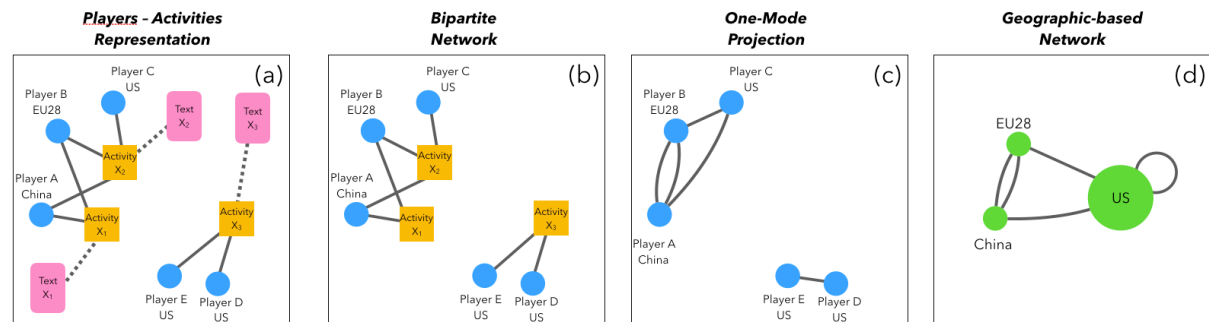 Players – Activities
Representation
(a)
Player C
US
Player B
EU28
Text
X2
Text
X3
Activity
X2
Player A
China
Activity
X1
Activity
X3
Text
X1
Player E
US
Player D
US
Bipartite
Network
(b)
Player C
US
Player B
EU28
Activity
X2
Player A
China
Activity
X1
Activity
X3
Player E
US
Player D
US
One-Mode
Projection
(c)
Player C
US
Player B
EU28
Player A
China
Player E
US
Player D
US
Geographic-based
Network
(d)
EU28
US
China